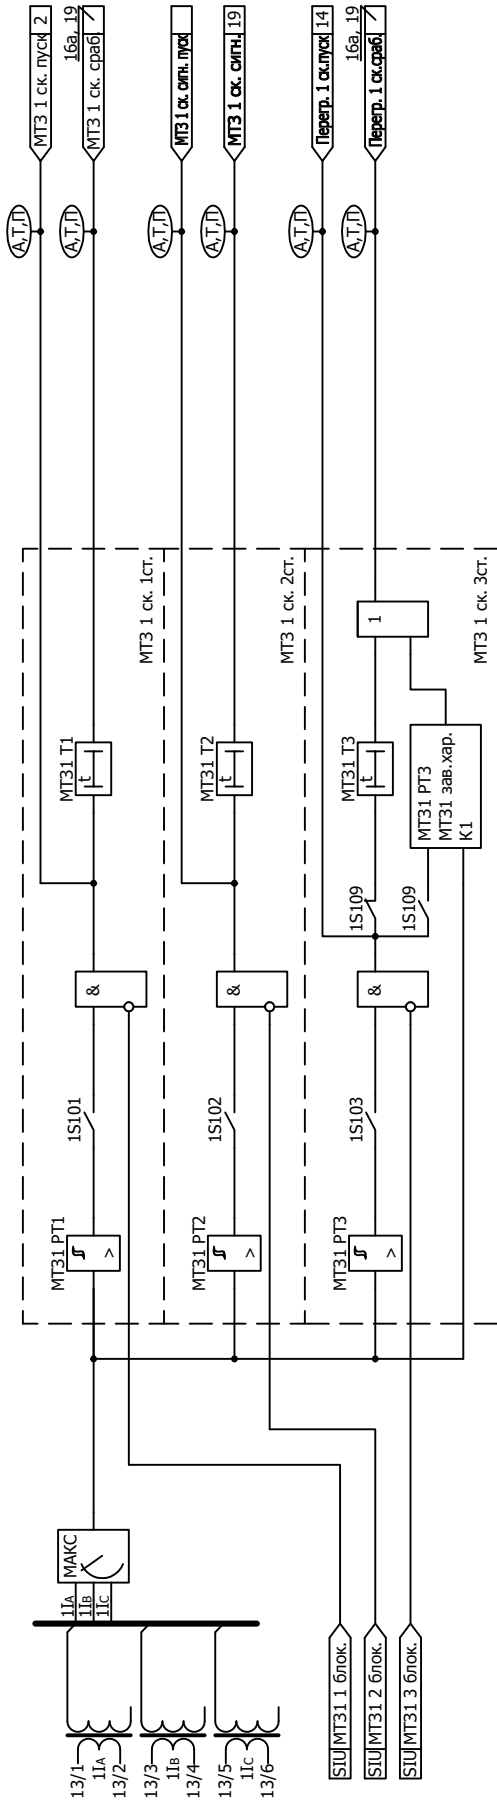 13/1
1IA
13/2
13/3
1IB
13/4
13/5
1IC
13/6
1IA
1IB
1IC
МАКС
SIU МТЗ1 1 блок.
SIU МТЗ1 2 блок.
SIU МТЗ1 3 блок.
МТЗ1 РТ1
>
1S101
&
МТЗ1 Т1
t
МТЗ 1 ск. 1ст.
А,Т,П
МТЗ 1 ск. пуск 2
А,Т,П
МТЗ 1 ск. сраб.
16а, 19
МТЗ1 РТ2
>
1S102
&
МТЗ1 Т2
t
МТЗ 1 ск. 2ст.
А,Т,П
МТЗ 1 ск. сигн. пуск
А,Т,П
МТЗ 1 ск. сигн. 19
МТЗ1 РТ3
>
1S103
&
1S109
1S109
МТЗ1 Т3
t
МТЗ1 РТ3
МТЗ1 зав.хар.
К1
1
МТЗ 1 ск. 3ст.
А,Т,П
Перегр. 1 ск.пуск 14
А,Т,П
Перегр. 1 ск.сраб.
16а, 19